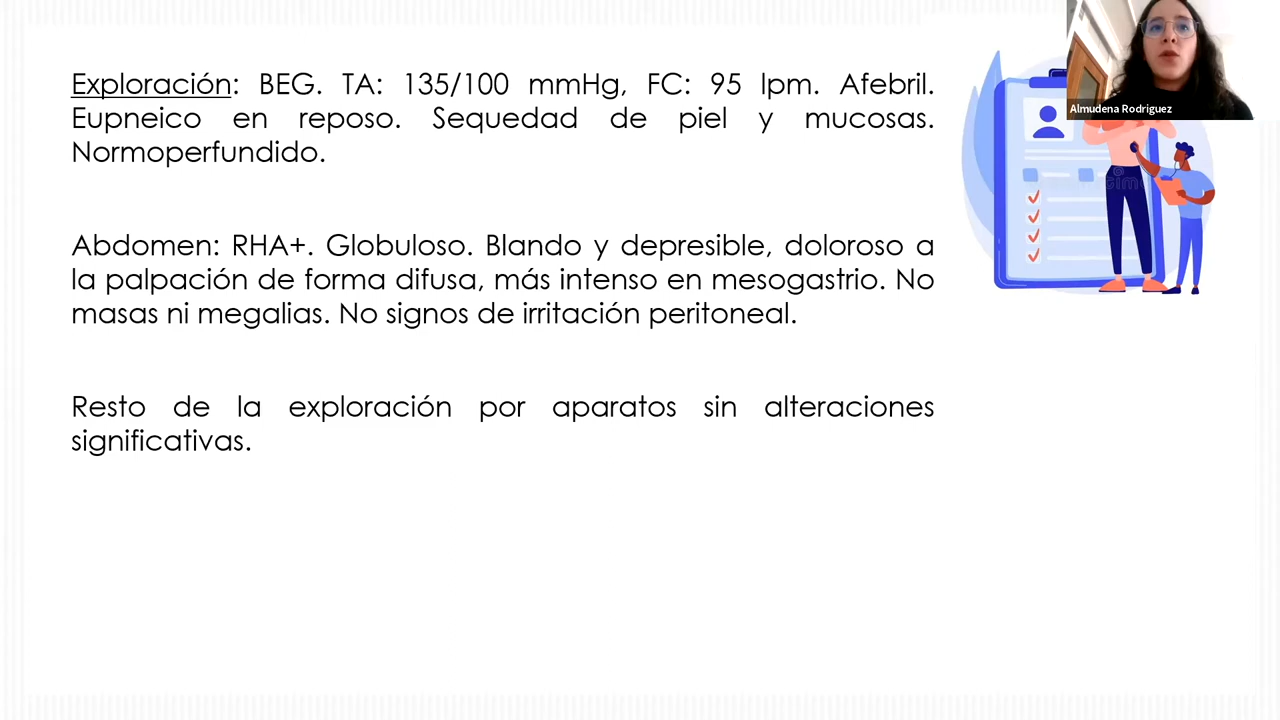 Exploración: BEG. TA: 135/100 mmHg, FC: 95 lpm. Afebril.
Eupneico en reposo. Sequedad de piel y mucosas.
Normoperfundido.
Abdomen: RHA+. Globuloso. Blando y depresible, doloroso a
la palpación de forma difusa, más intenso en mesogastrio. No
masas ni megalias. No signos de irritación peritoneal.
Resto de la exploración por aparatos sin alteraciones
significativas.
Almudena Rodriguez